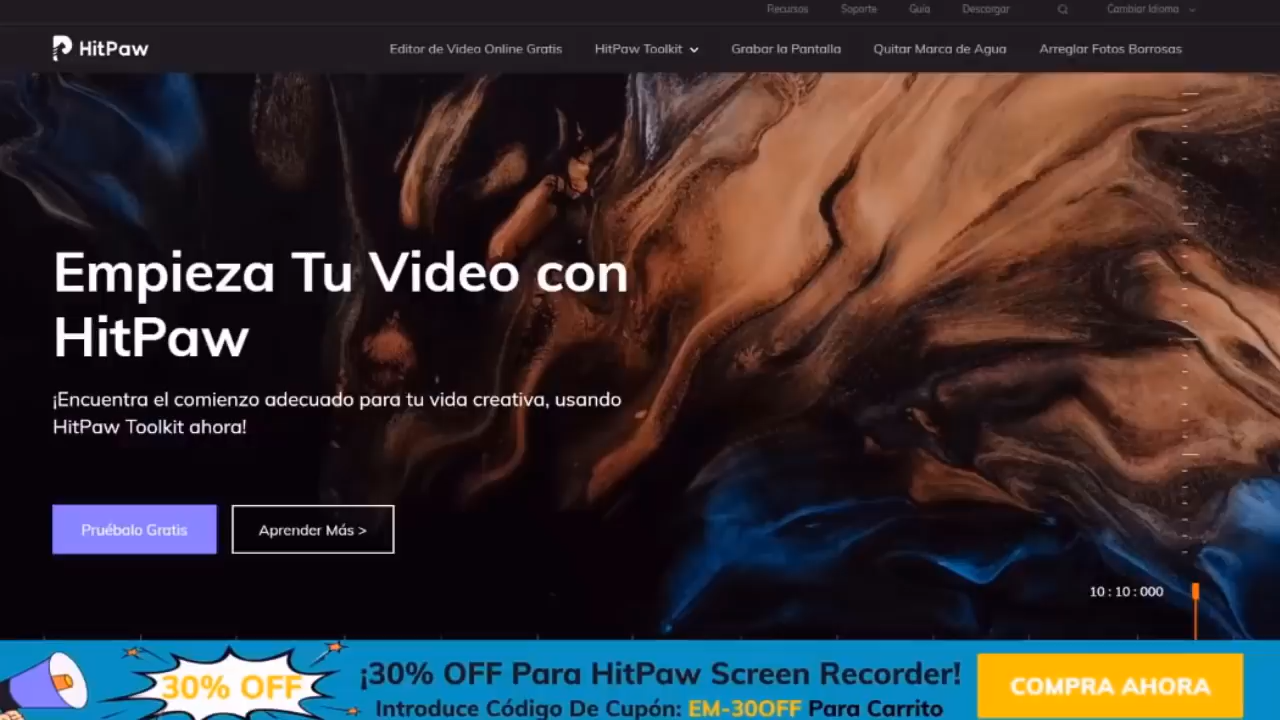 Recursos Soporte Guía Descargar Cambiar Idioma
HitPaw
Editor de Video Online Gratis HitPaw Toolkit Grabar la Pantalla Quitar Marca de Agua Arreglar Fotos Borrosas
Empieza Tu Video con
HitPaw
¡Encuentra el comienzo adecuado para tu vida creativa, usando
HitPaw Toolkit ahora!
Pruébalo Gratis Aprender Más >
10 : 10 : 000
30% OFF
¡30% OFF Para HitPaw Screen Recorder!
Introduce Código De Cupón: EM-30OFF Para Carrito
COMPRA AHORA